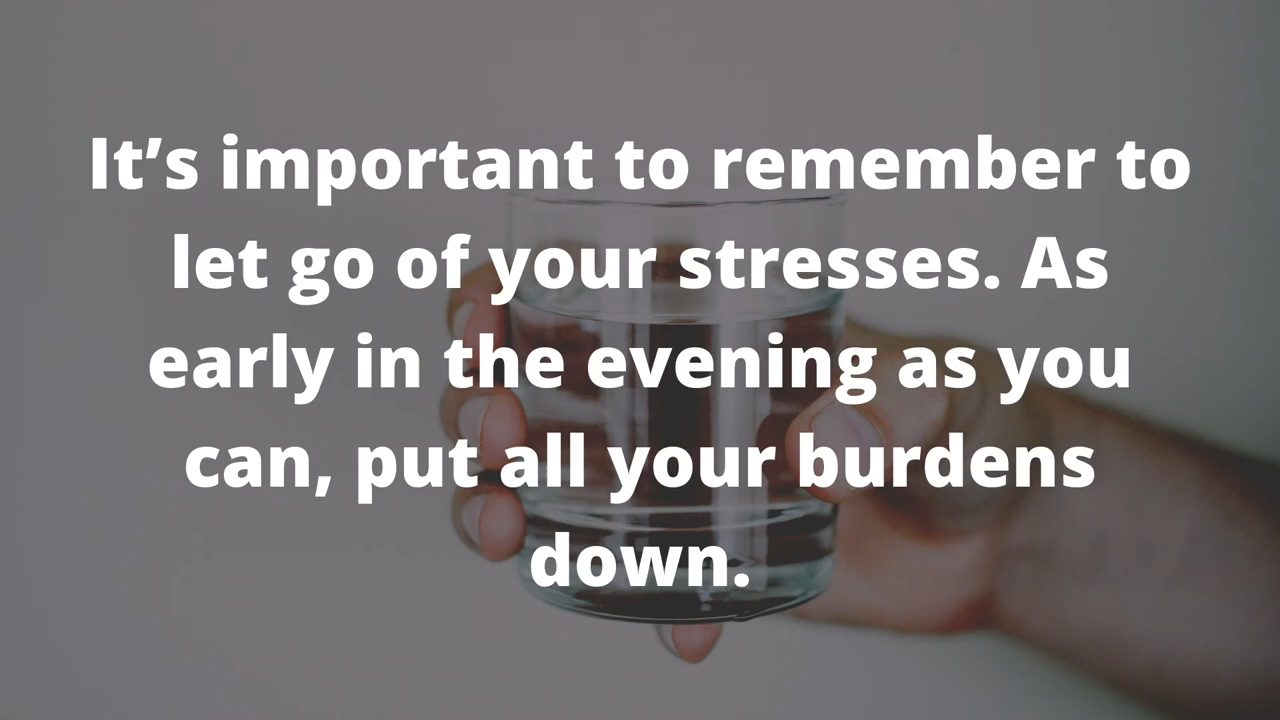 It’s important to remember to
let go of your stresses. As
early in the evening as you
can, put all your burdens
down.